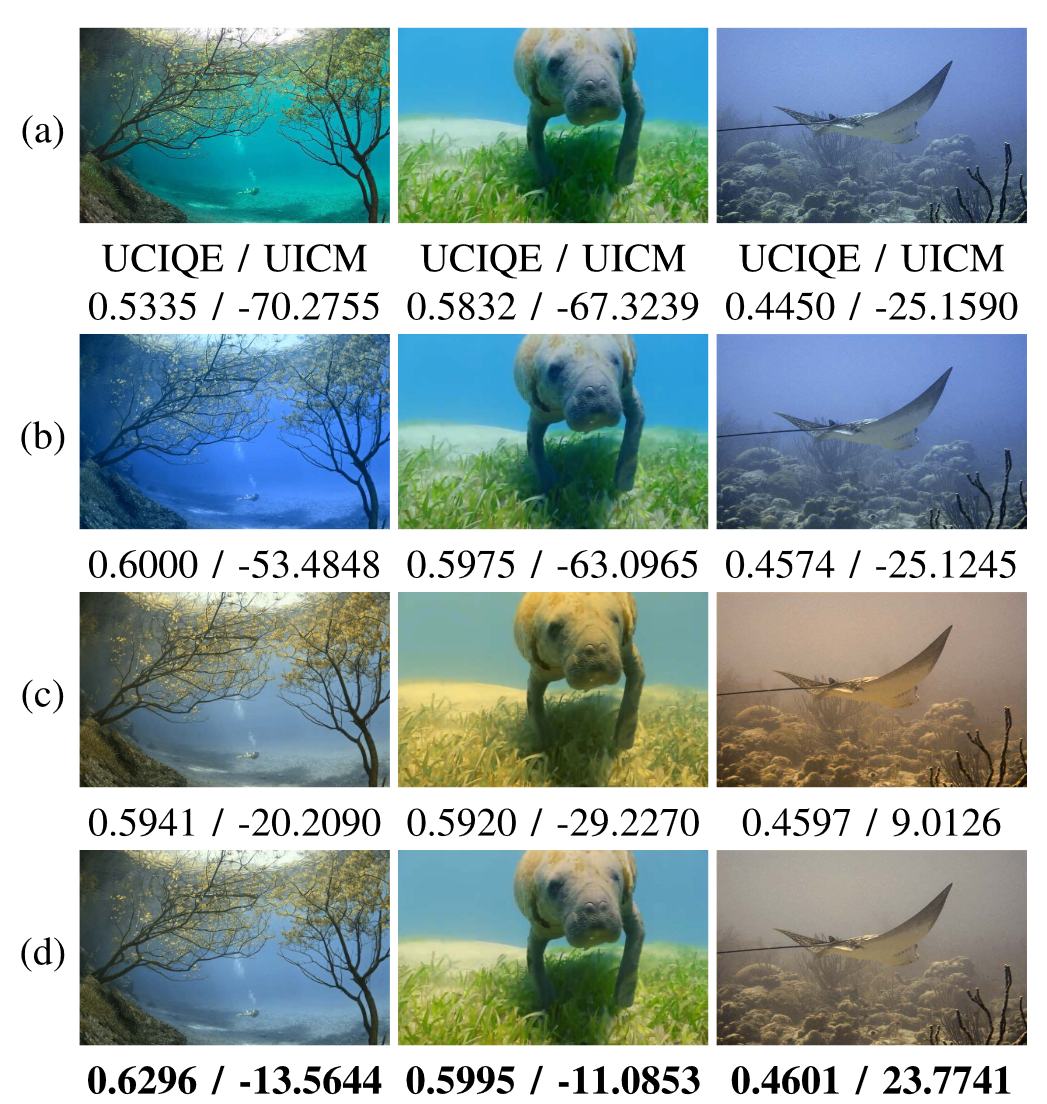 (a)
UCIQE / UICM UCIQE / UICM UCIQE / UICM
0.5335 / -70.2755 0.5832 / -67.3239 0.4450 / -25.1590
(b)
0.6000 / -53.4848 0.5975 / -63.0965 0.4574 / -25.1245
(c)
0.5941 / -20.2090 0.5920 / -29.2270 0.4597 / 9.0126
(d)
0.6296 / -13.5644 0.5995 / -11.0853 0.4601 / 23.7741